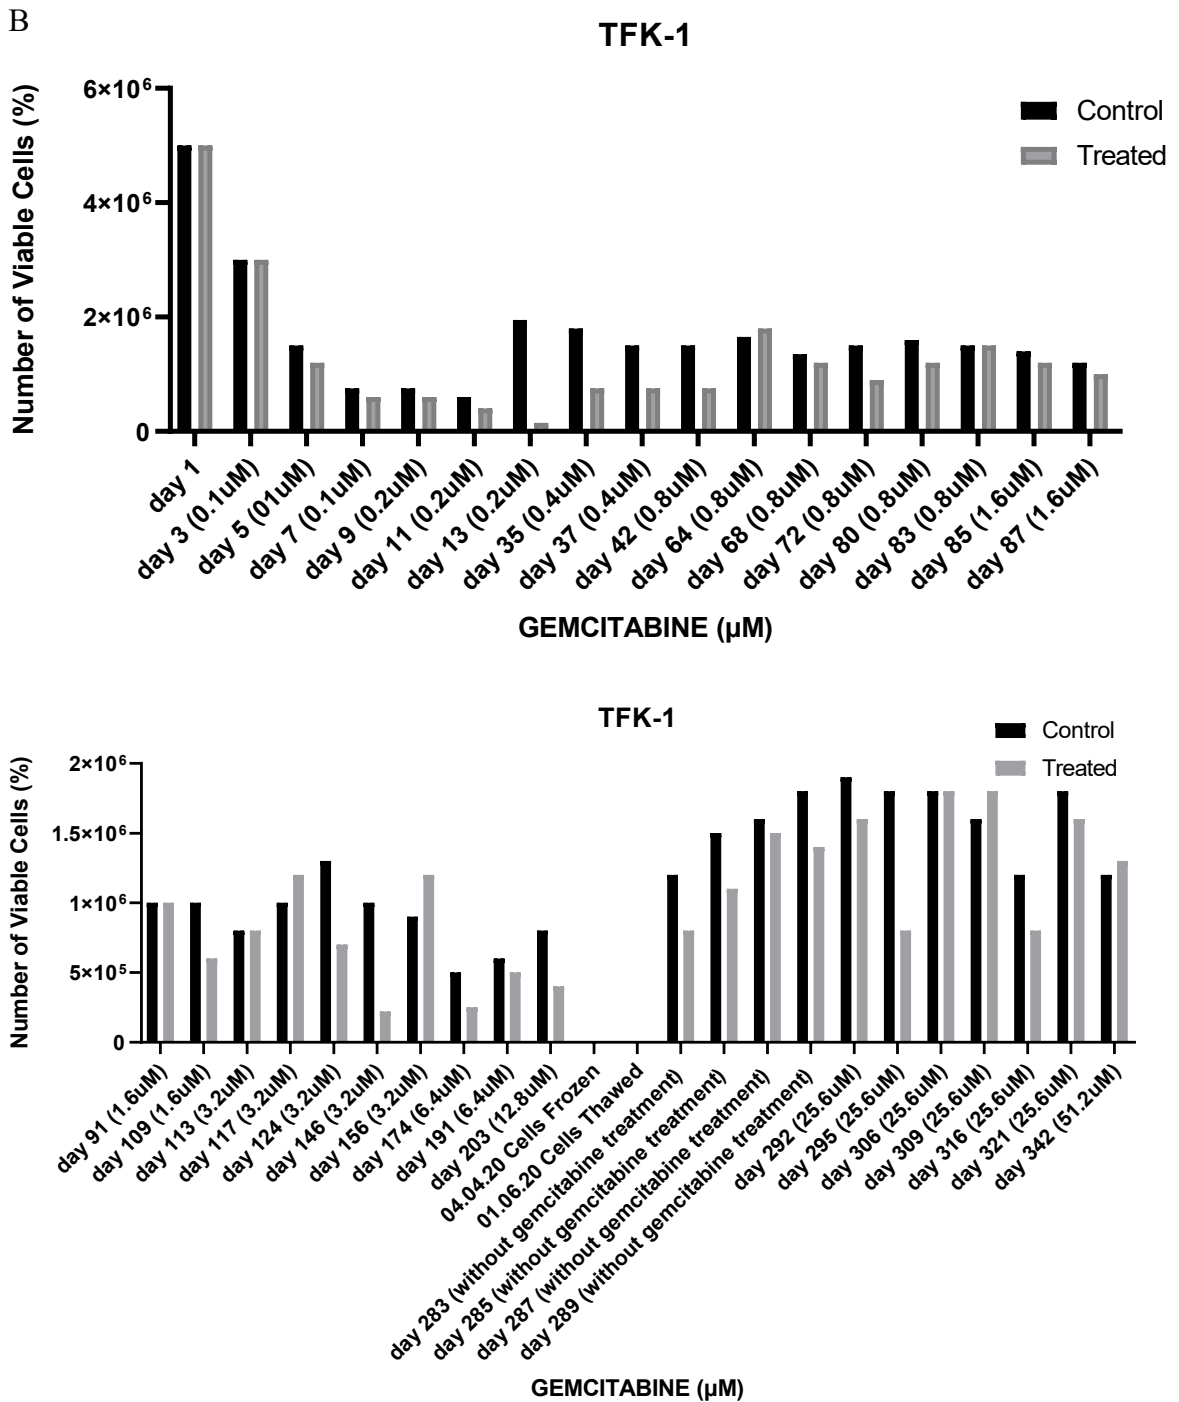 B
TFK-1
Number of Viable Cells (%)
6×10⁶
4×10⁶
2×10⁶
0
Control
Treated
day 1
day 3 (0.1uM)
day 5 (01uM)
day 7 (0.1uM)
day 9 (0.2uM)
day 11 (0.2uM)
day 13 (0.2uM)
day 35 (0.4uM)
day 37 (0.4uM)
day 42 (0.8uM)
day 64 (0.8uM)
day 68 (0.8uM)
day 72 (0.8uM)
day 80 (0.8uM)
day 83 (0.8uM)
day 85 (1.6uM)
day 87 (1.6uM)
GEMCITABINE (µM)
TFK-1
Number of Viable Cells (%)
2×10⁶
1.5×10⁶
1×10⁶
5×10⁵
0
Control
Treated
day 91 (1.6uM)
day 109 (1.6uM)
day 113 (3.2uM)
day 117 (3.2uM)
day 124 (3.2uM)
day 146 (3.2uM)
day 156 (3.2uM)
day 174 (6.4uM)
day 191 (6.4uM)
day 203 (12.8uM)
04.04.20 Cells Frozen
01.06.20 Cells Thawed
day 283 (without gemcitabine treatment)
day 285 (without gemcitabine treatment)
day 287 (without gemcitabine treatment)
day 289 (without gemcitabine treatment)
day 292 (25.6uM)
day 295 (25.6uM)
day 306 (25.6uM)
day 309 (25.6uM)
day 316 (25.6uM)
day 321 (25.6uM)
day 342 (51.2uM)
GEMCITABINE (µM)